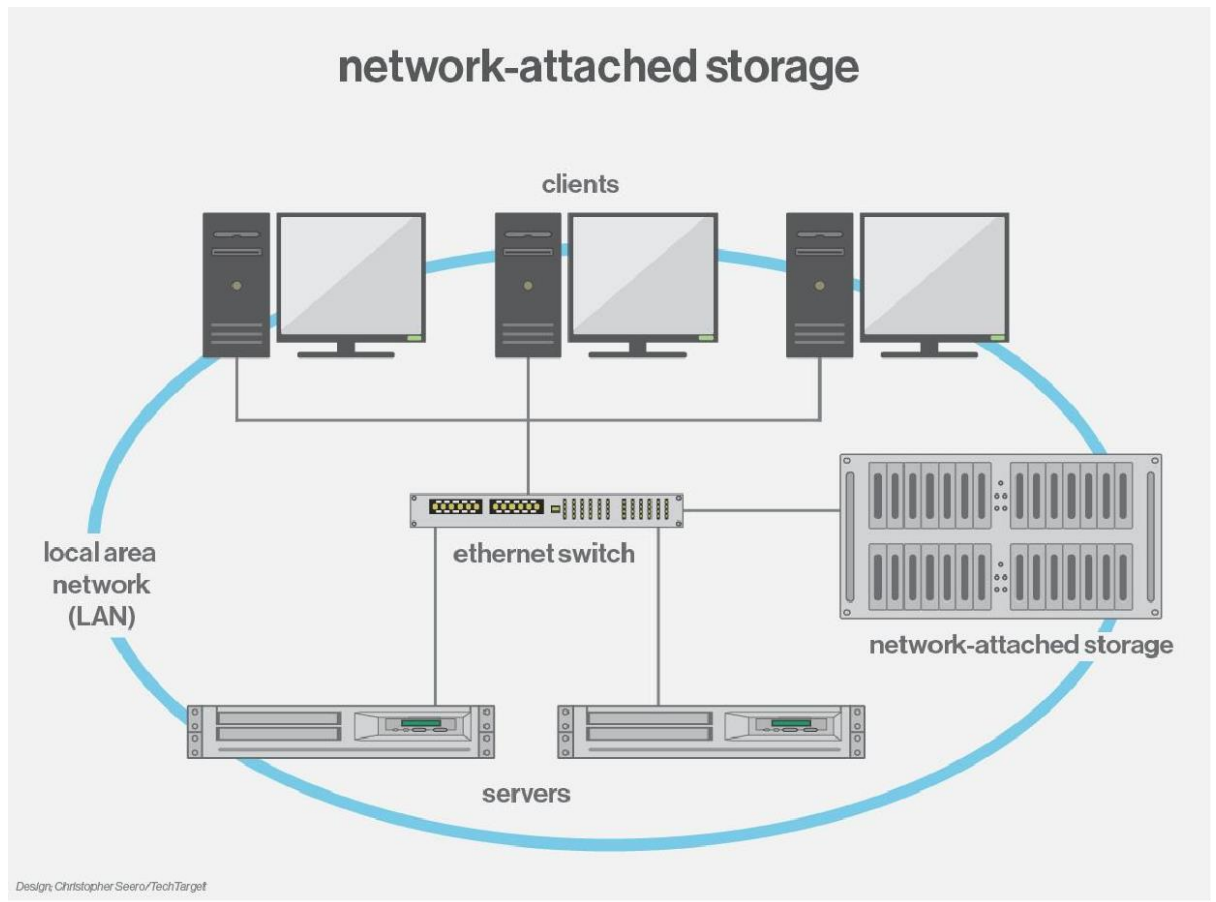 network-attached storage
clients
ethernet switch
local area
network
(LAN)
network-attached storage
servers
Design: Christopher Seero/TechTarget